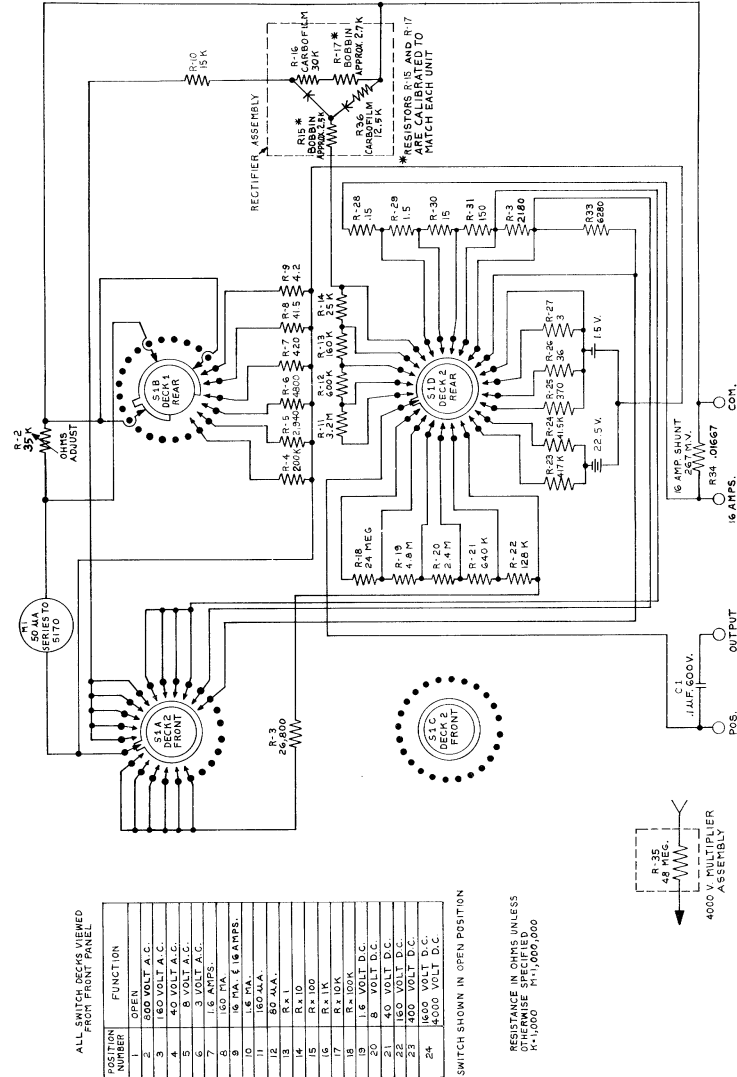 R-2
35 K
OHMS
ADJUST
M1
50 µA
SERIES TO
5170
R-10
15 K
RECTIFIER ASSEMBLY
R-16
CARBOFILM
30K
R-17*
BOBBIN
APPROX. 2.7K
R15*
BOBBIN
APPROX 2.5K
R36
CARBOFILM
12.5K
*RESISTORS R-15 AND R-17
ARE CALIBRATED TO
MATCH EACH UNIT
S1B
DECK 1
REAR
R-9
4.2
R-8
41.5
R-7
420
R-6
4800
R-5
2,940
R-4
200K
R-14
25 K
R-13
160 K
R-12
600 K
R-11
3.2 M
R-28
.15
R-29
1.5
R-30
15
R-31
150
R-3
2180
R33
6280
S1D
DECK 2
REAR
R-27
3
R-26
36
R-25
370
R-24
41.5K
R-23
417 K
1.5 V.
22.5 V.
R-18
24 MEG
R-19
4.8 M
R-20
2.4 M
R-21
640 K
R-22
128 K
16 AMP SHUNT
267 M.V.
R34 .01667
COM.
16 AMPS.
OUTPUT
C1
.1 µF. 600V.
POS.
S1A
DECK 2
FRONT
R-3
26,800
S1C
DECK 2
FRONT
R-35
48 MEG.
4000 V. MULTIPLIER
ASSEMBLY
ALL SWITCH DECKS VIEWED
FROM FRONT PANEL
POSITION NUMBER FUNCTION
1 OPEN
2 800 VOLT A.C.
3 160 VOLT A.C.
4 40 VOLT A.C.
5 8 VOLT A.C.
6 3 VOLT A.C.
7 1.6 AMPS.
8 160 MA.
9 16 MA. & 16 AMPS.
10 1.6 MA.
11 160 µA.
12 80 µA.
13 R x 1
14 R x 10
15 R x 100
16 R x 1K
17 R x 10K
18 R x 100K
19 1.6 VOLT D.C.
20 8 VOLT D.C.
21 40 VOLT D.C.
22 160 VOLT D.C.
23 400 VOLT D.C.
24 1600 VOLT D.C.
4000 VOLT D.C.
SWITCH SHOWN IN OPEN POSITION
RESISTANCE IN OHMS UNLESS
OTHERWISE SPECIFIED
K=1,000 M=1,000,000